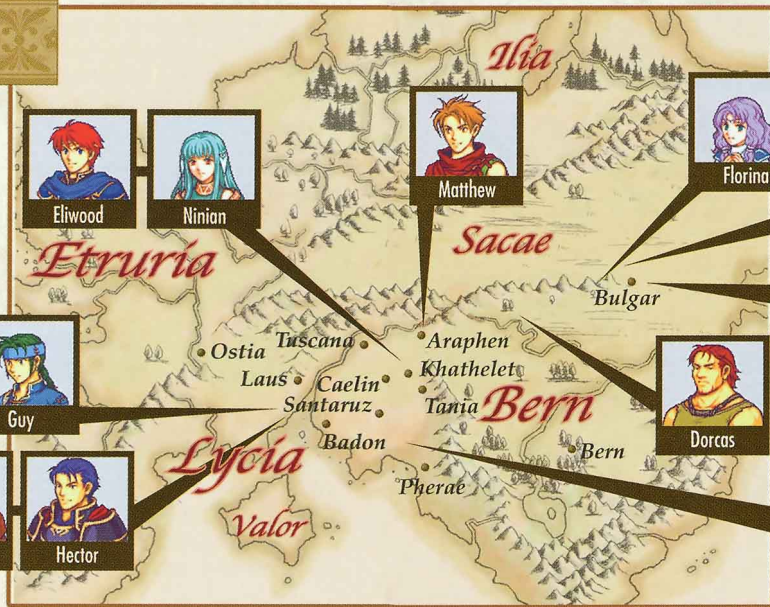 Ilia
Matthew
Florina
Eliwood
Ninian
Etruria
Sacae
Bulgar
Ostia
Tuscana
Araphen
Laus
Caelin
Khathelet
Santaruz
Tania
Bern
Guy
Badon
Lycia
Bern
Dorcas
Pherae
Valor
Hector